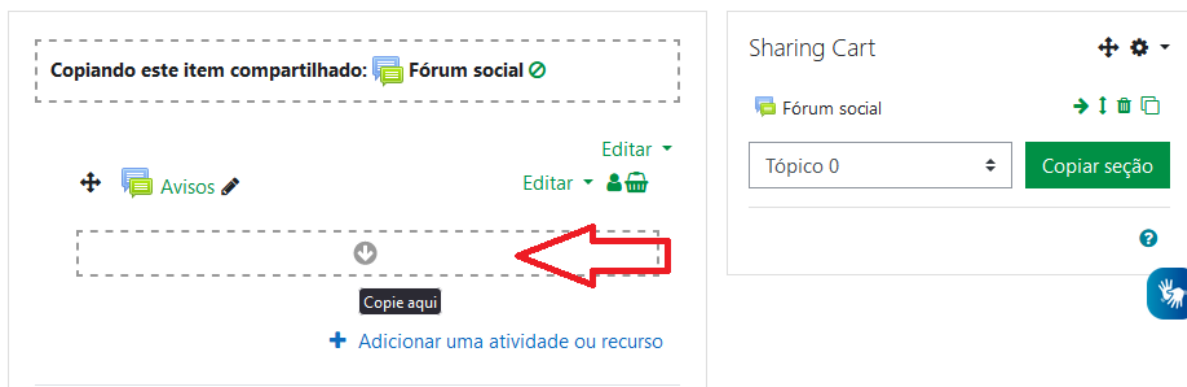 Copiando este item compartilhado: Fórum social
Editar
Avisos
Editar
Copie aqui
Adicionar uma atividade ou recurso
Sharing Cart
Fórum social
Tópico 0
Copiar seção